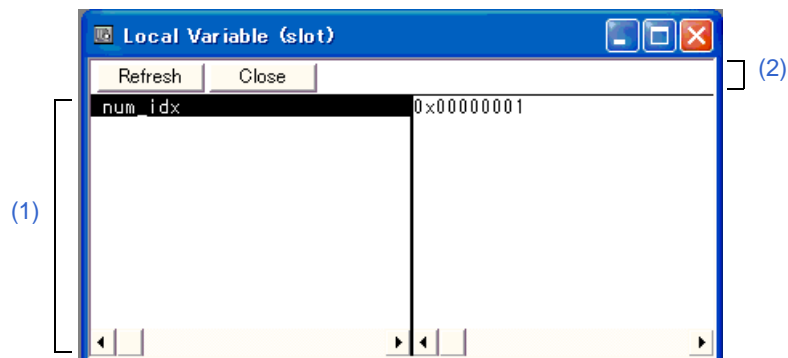 Local Variable (slot)
Refresh Close (2)
num_idx 0x00000001
(1)